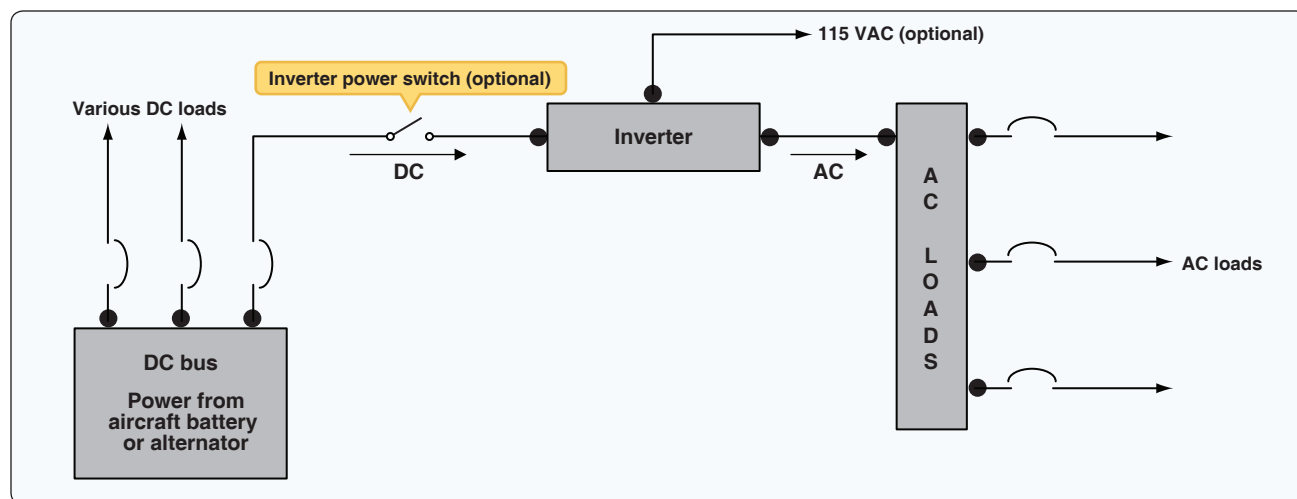 115 VAC (optional)
Inverter power switch (optional)
Various DC loads
Inverter
DC
AC
A
C
L
O
A
D
S
AC loads
DC bus
Power from
aircraft battery
or alternator